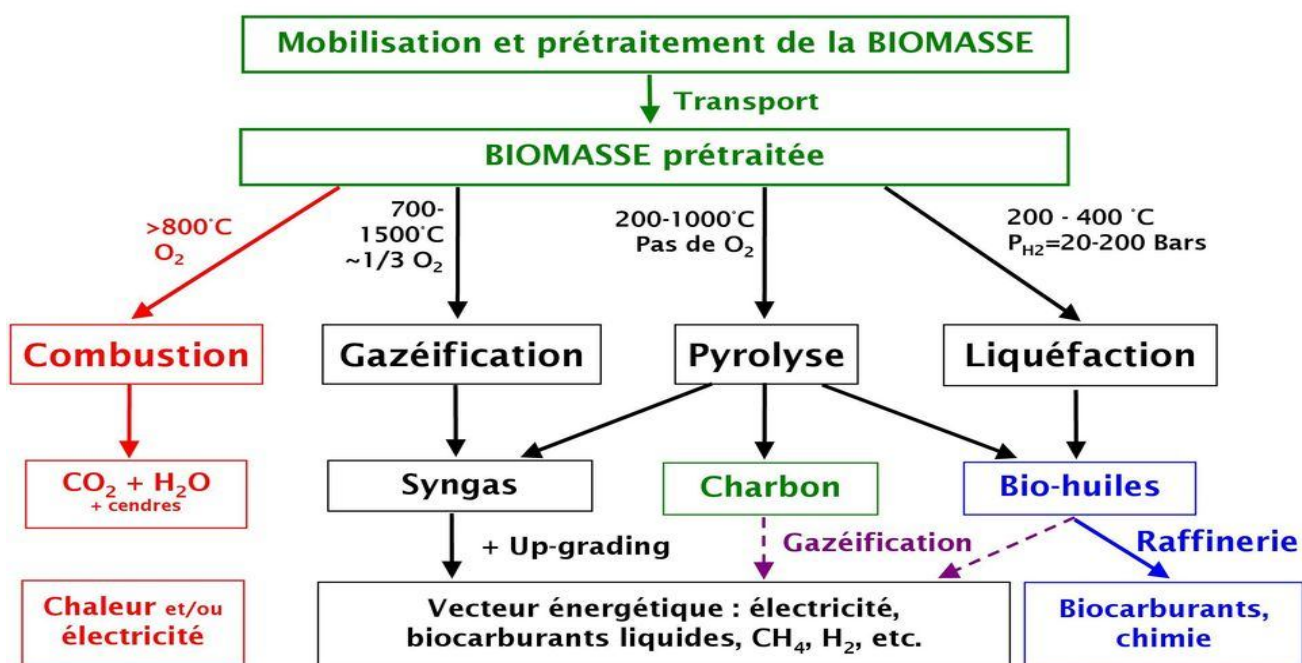 Mobilisation et prétraitement de la BIOMASSE
Transport
BIOMASSE prétraitée
>800°C
O₂
700-
1500°C
~1/3 O₂
200-1000°C
Pas de O₂
200 - 400 °C
P_H2=20-200 Bars
Combustion
Gazéification
Pyrolyse
Liquéfaction
CO₂ + H₂O
+ cendres
Syngas
Charbon
Bio-huiles
+ Up-grading
Gazéification
Raffinerie
Chaleur et/ou
électricité
Vecteur énergétique : électricité,
biocarburants liquides, CH₄, H₂, etc.
Biocarburants,
chimie